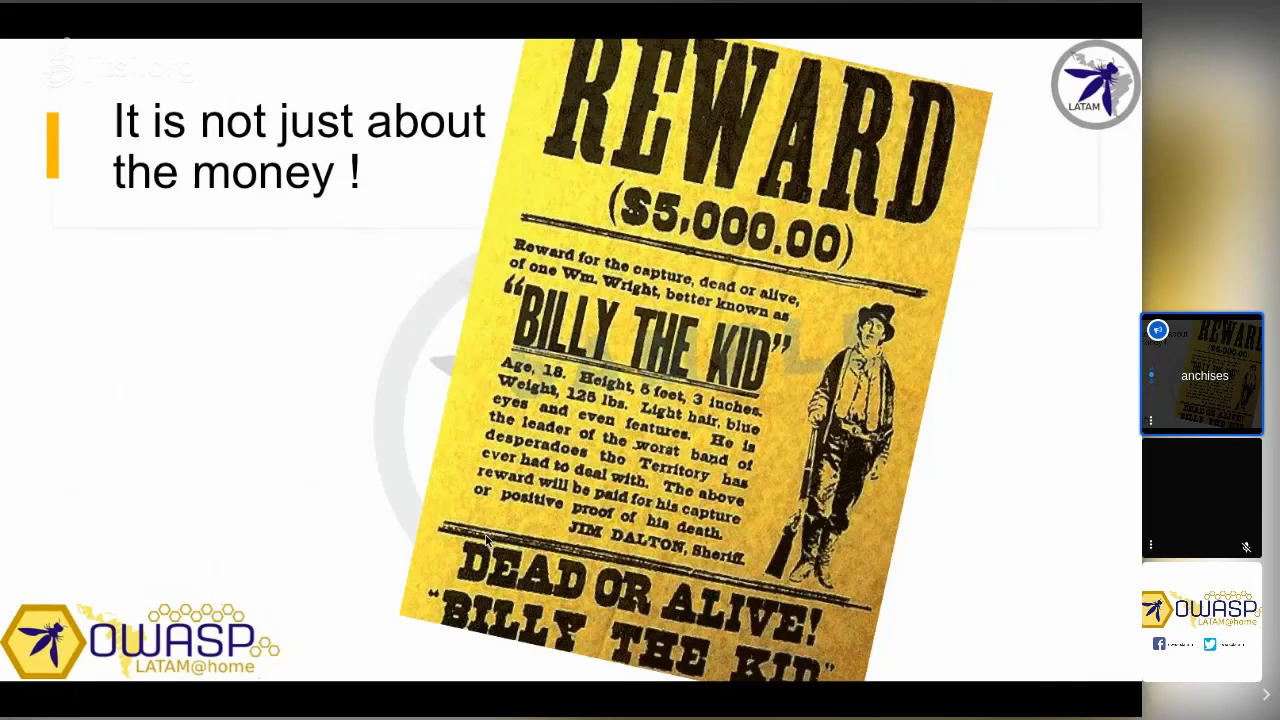 Jitsi.org
It is not just about
the money !
REWARD
($5,000.00)
Reward for the capture, dead or alive,
of one Wm. Wright, better known as
"BILLY THE KID"
Age, 18. Height, 5 feet, 3 inches.
Weight, 125 lbs. Light hair, blue
eyes and even features. He is
the leader of the worst band of
desperadoes the Territory has
ever had to deal with. The above
reward will be paid for his capture
or positive proof of his death.
JIM DALTON, Sheriff.
DEAD OR ALIVE!
"BILLY THE KID"
LATAM
OWASP
LATAM@home
anchises
OWASP
LATAM@home